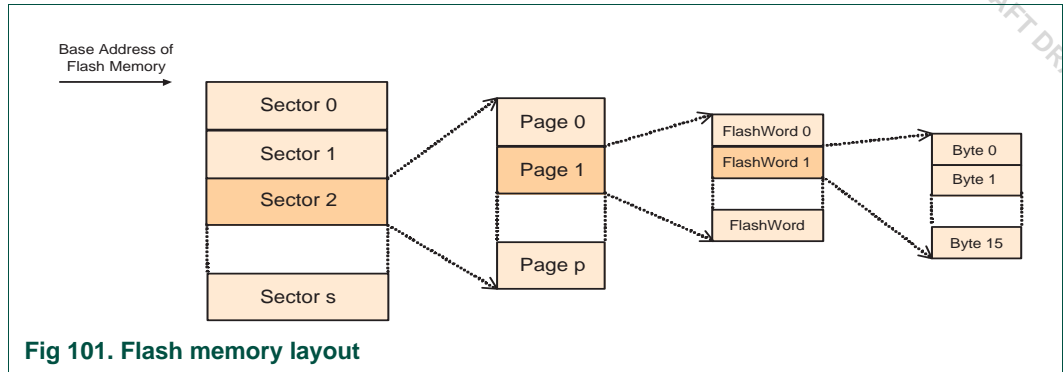 Base Address of
Flash Memory
Sector 0
Sector 1
Sector 2
Sector s
Page 0
Page 1
Page p
FlashWord 0
FlashWord 1
FlashWord
Byte 0
Byte 1
Byte 15
Fig 101. Flash memory layout